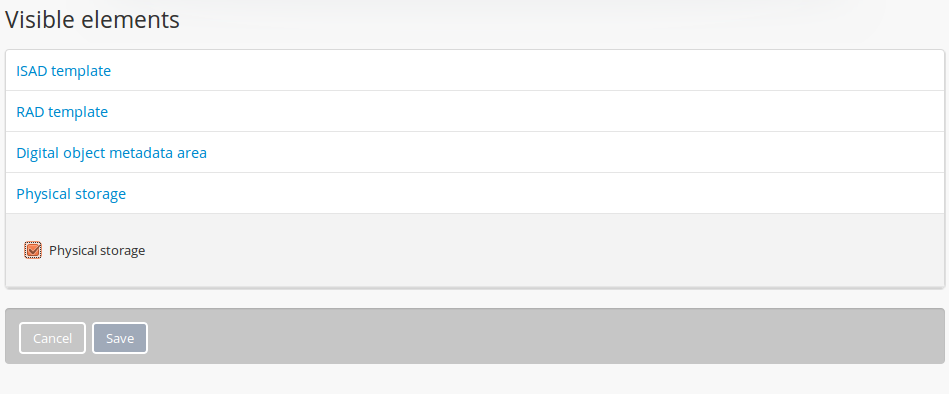 Visible elements
ISAD template
RAD template
Digital object metadata area
Physical storage
Physical storage
Cancel Save